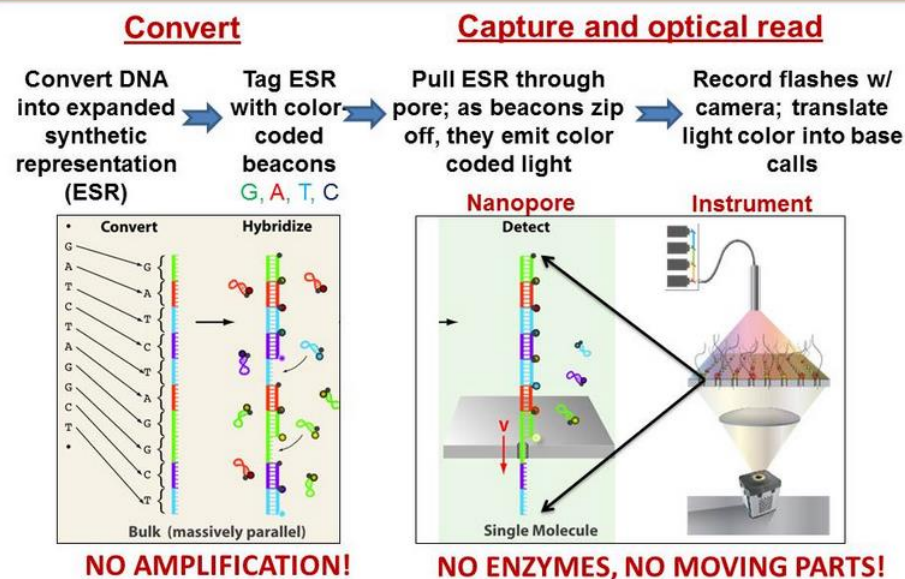 Convert
Capture and optical read
Convert DNA
into expanded
synthetic
representation
(ESR)
Tag ESR
with color-
coded
beacons
G, A, T, C
Pull ESR through
pore; as beacons zip
off, they emit color
coded light
Record flashes w/
camera; translate
light color into base
calls
Nanopore
Instrument
Convert
Hybridize
G
A
T
C
T
A
G
G
C
T
G
A
T
C
T
A
G
G
C
T
Bulk (massively parallel)
Detect
V
Single Molecule
NO AMPLIFICATION!
NO ENZYMES, NO MOVING PARTS!